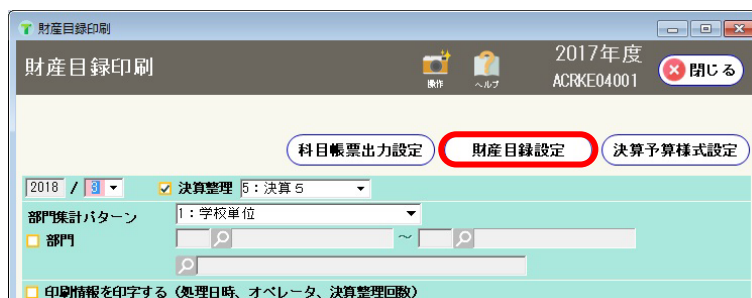 財産目録印刷
財産目録印刷 操作 ヘルプ 2017年度 ACRKE04001 閉じる
科目帳票出力設定 財産目録設定 決算予算様式設定
2018 / 3 決算整理 5:決算5
部門集計パターン 1:学校単位
部門 ~
印刷情報を印字する(処理日時、オペレータ、決算整理回数)